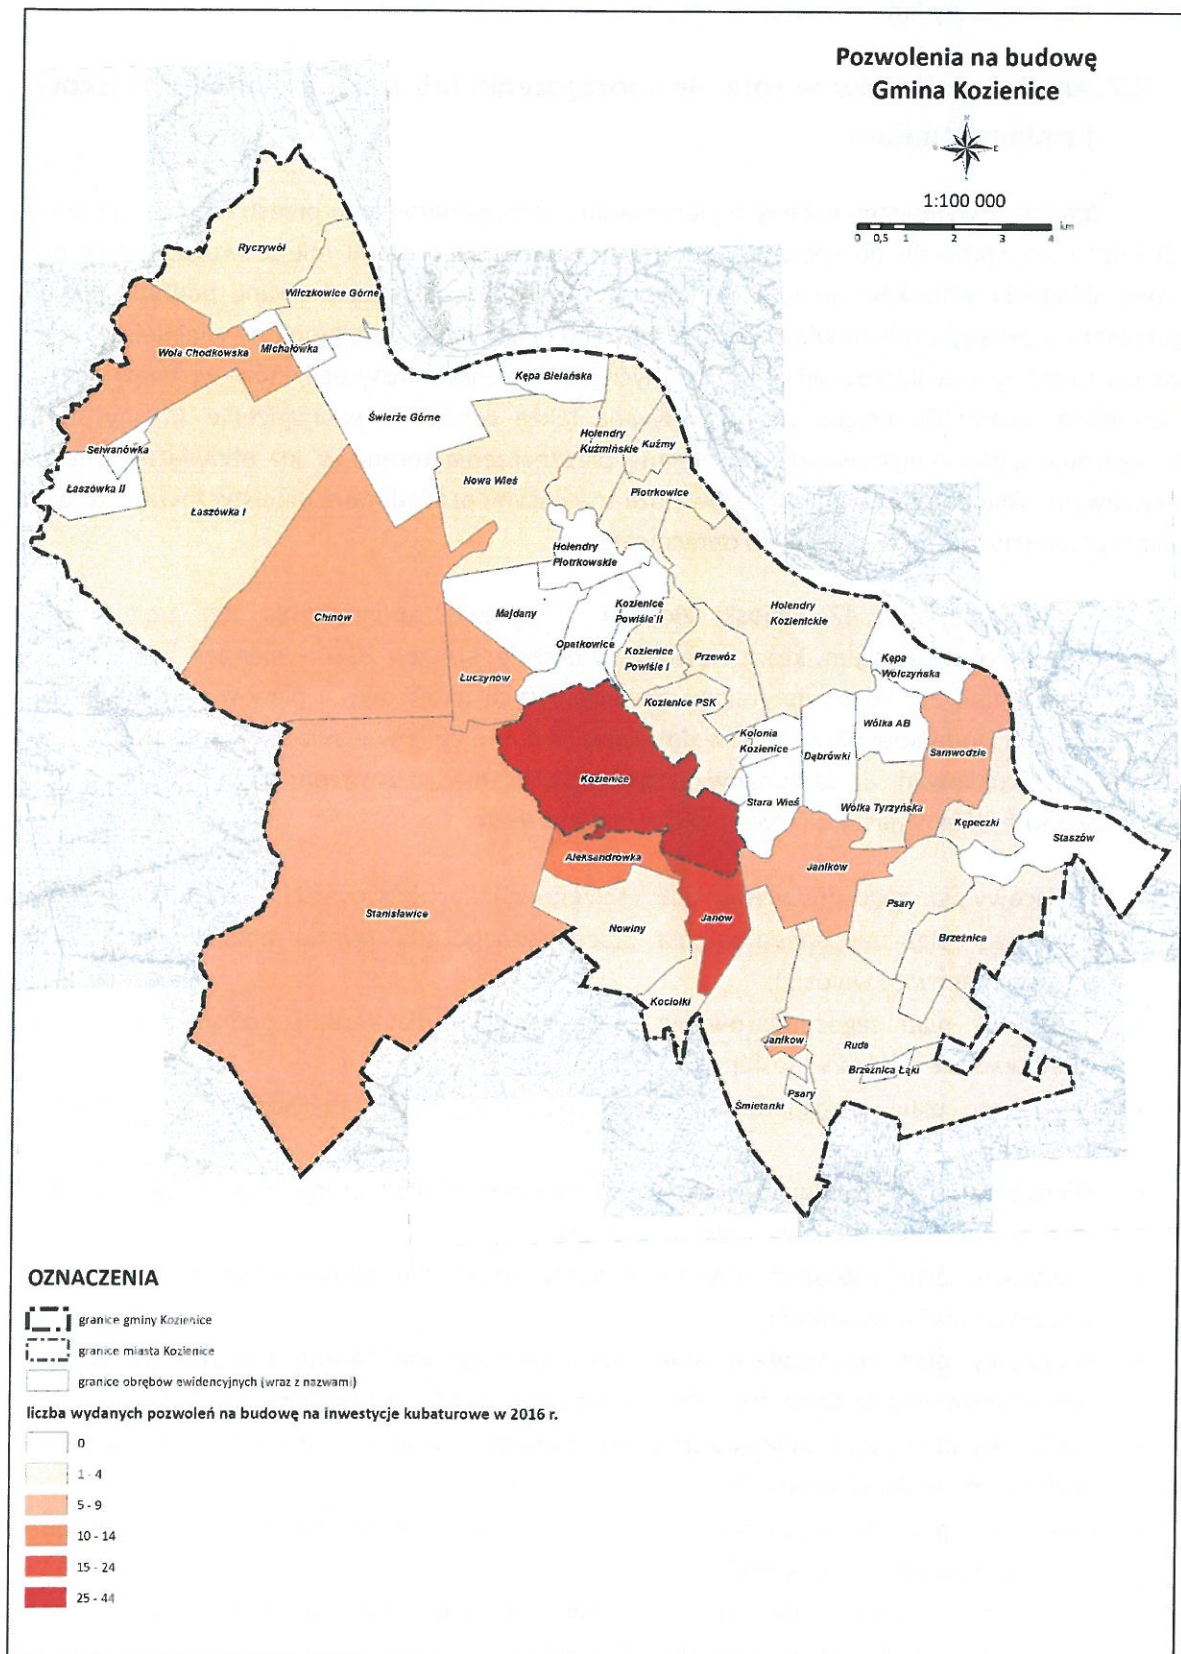 Pozwolenia na budowę
Gmina Kozienice
N
E
1:100 000
0 0,5 1 2 3 4 km
Ryczywół
Wilczkowice Górne
Wola Chodkowska
Michałówka
Kępa Bielańska
Świerże Górne
Holendry
Kuźmińskie
Kuźmy
Selwanówka
Nowa Wieś
Łaszówka II
Piotrkowice
Łaszówka I
Holendry
Piotrkowskie
Chinów
Majdany
Kozienice
Powiśle II
Holendry
Kozienickie
Opatkowice
Kozienice
Powiśle I
Przewóz
Kępa
Wólczyńska
Łuczynów
Kozienice PSK
Wólka AB
Kolonia
Kozienice
Dąbrówki
Samwodzie
Kozienice
Stara Wieś
Wólka Tyrzyńska
Kępeczki
Staszów
Aleksandrówka
Janików
Stanisławice
Psary
Janów
Nowiny
Brzeźnica
Kociołki
Janików
Ruda
Brzeźnica Łąki
Psary
Śmietanki
OZNACZENIA
granice gminy Kozienice
granice miasta Kozienice
granice obrębów ewidencyjnych (wraz z nazwami)
liczba wydanych pozwoleń na budowę na inwestycje kubaturowe w 2016 r.
0
1 - 4
5 - 9
10 - 14
15 - 24
25 - 44